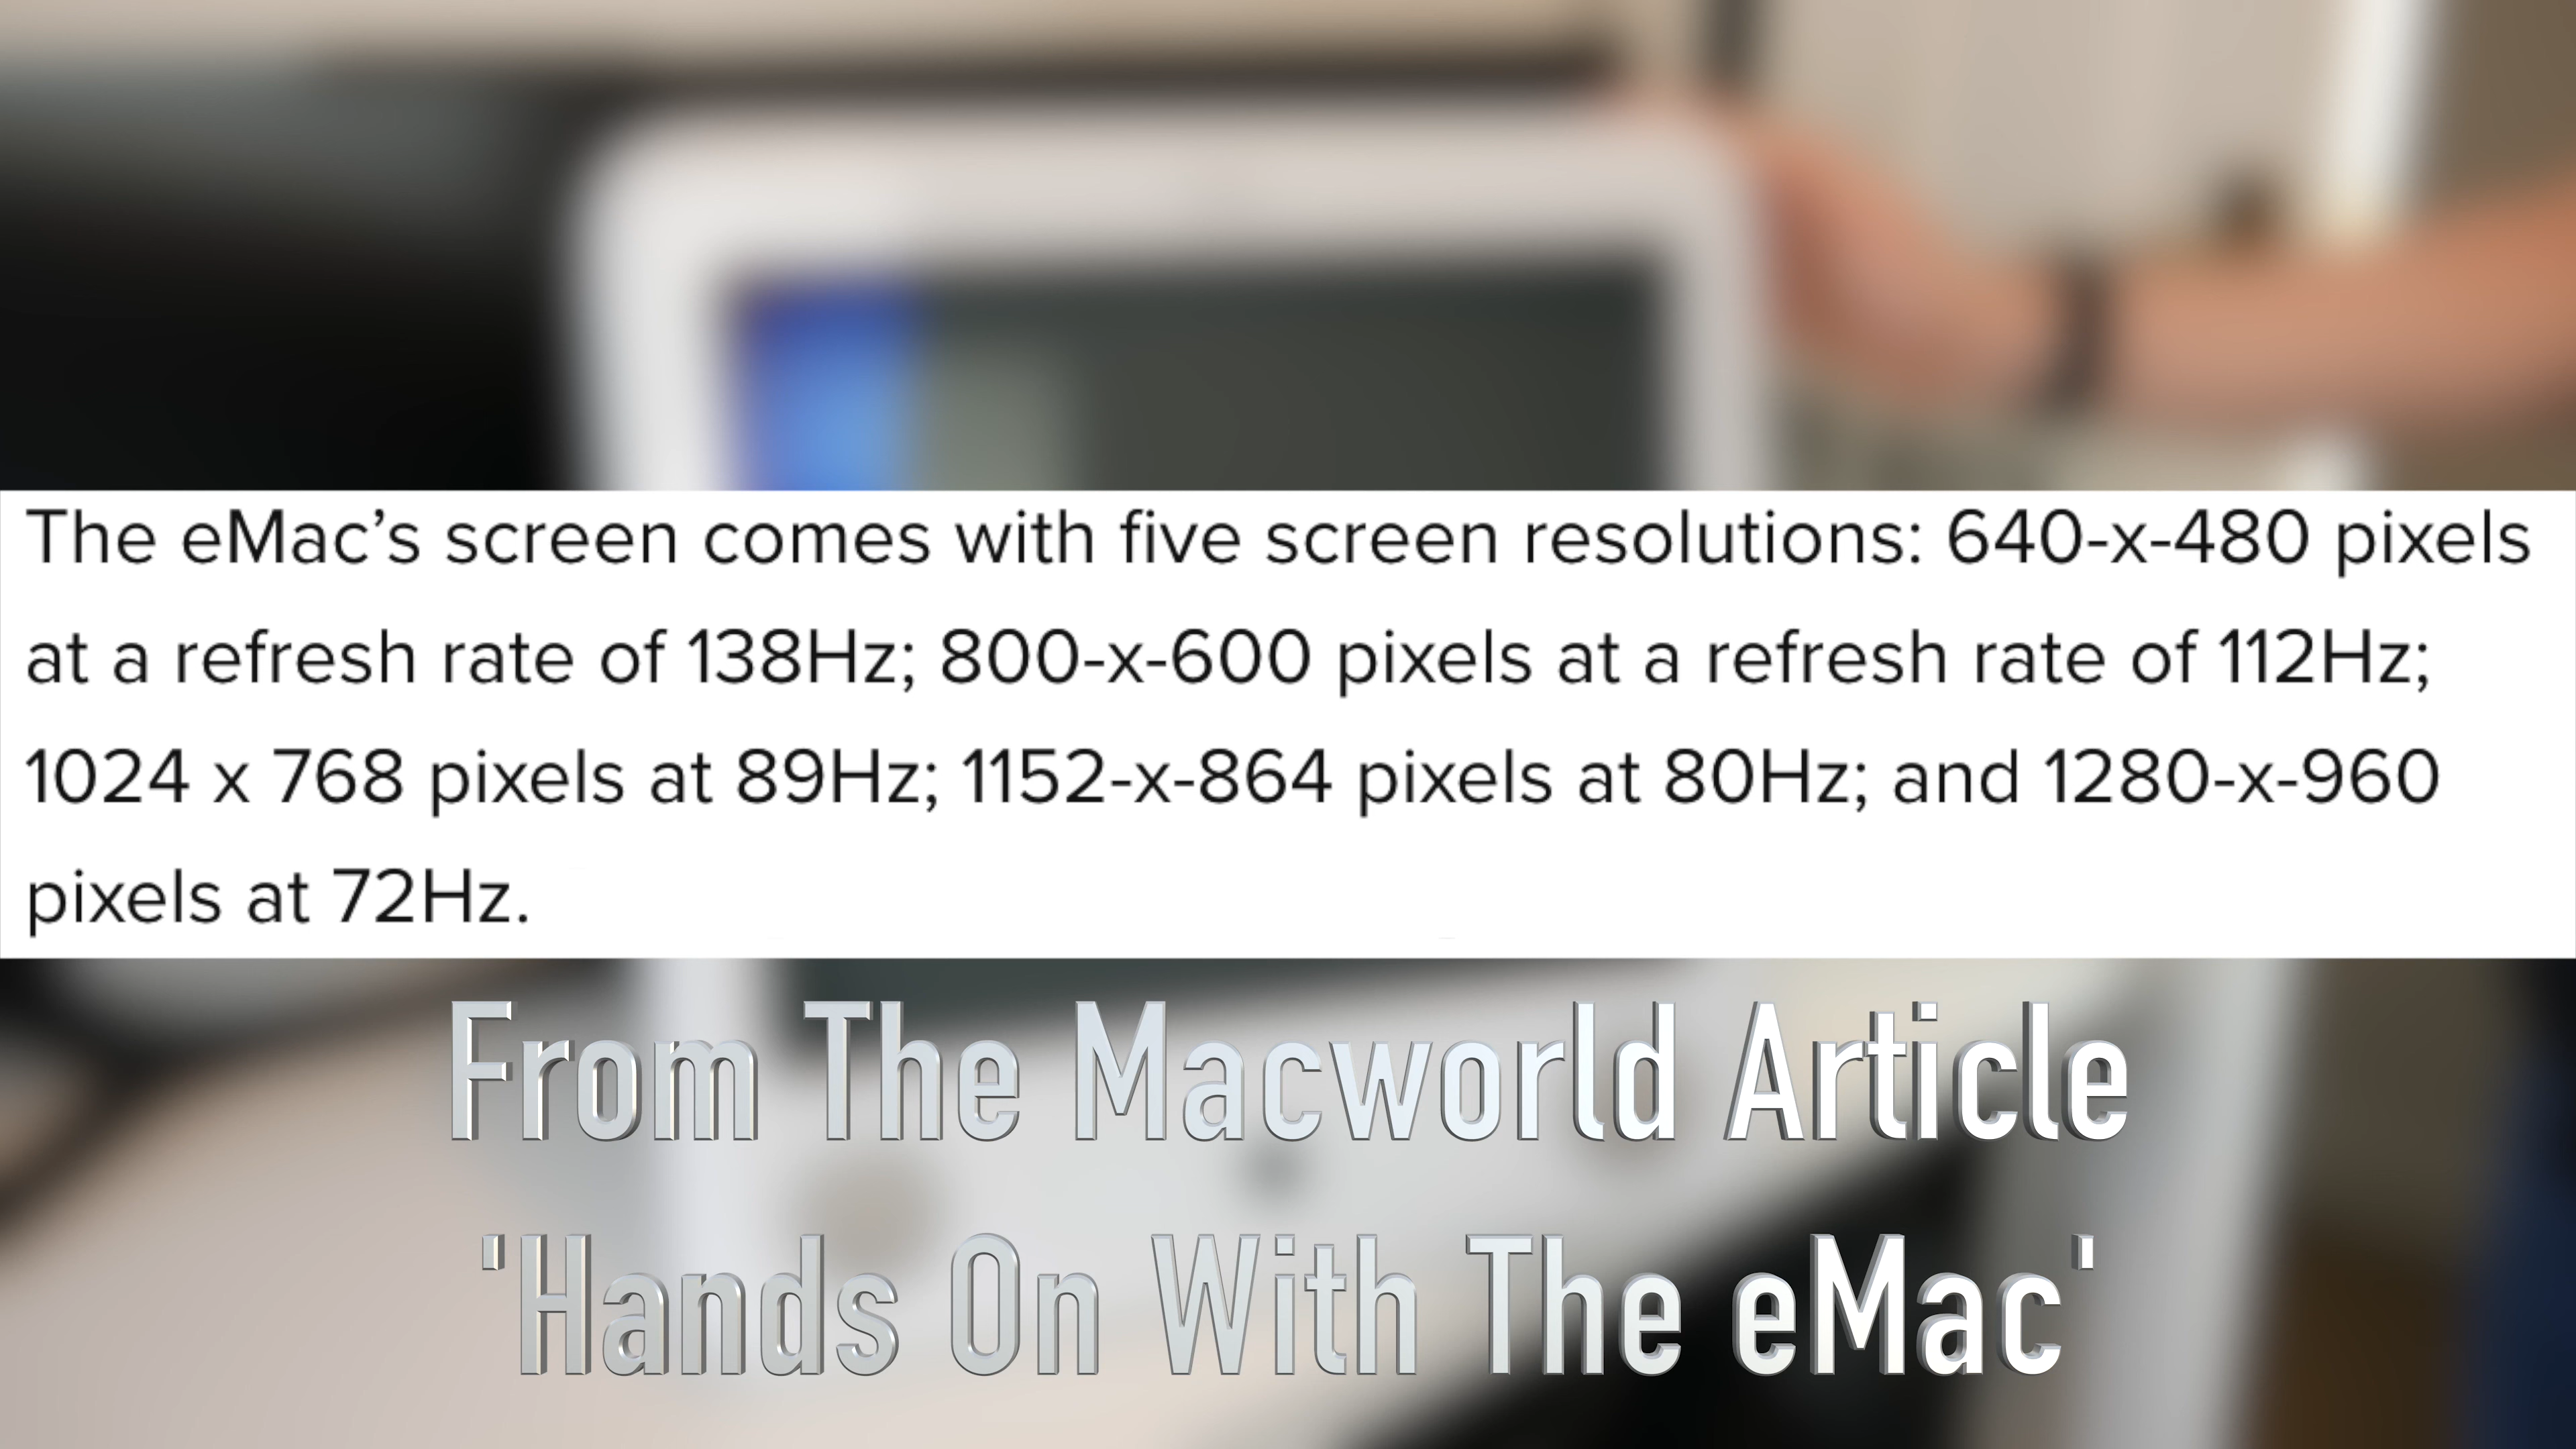 The eMac’s screen comes with five screen resolutions: 640-x-480 pixels
at a refresh rate of 138Hz; 800-x-600 pixels at a refresh rate of 112Hz;
1024 x 768 pixels at 89Hz; 1152-x-864 pixels at 80Hz; and 1280-x-960
pixels at 72Hz.
From The Macworld Article
'Hands On With The eMac'